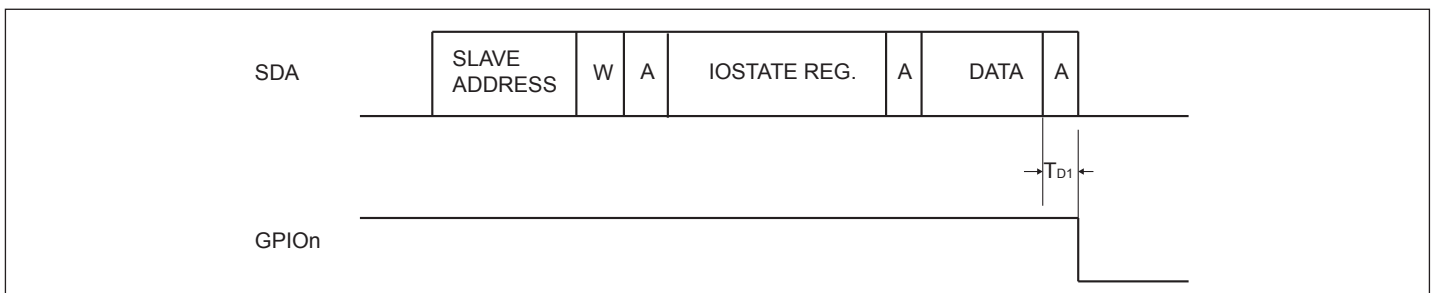 SDA
SLAVE
ADDRESS
W
A
IOSTATE REG.
A
DATA
A
TD1
GPIOn